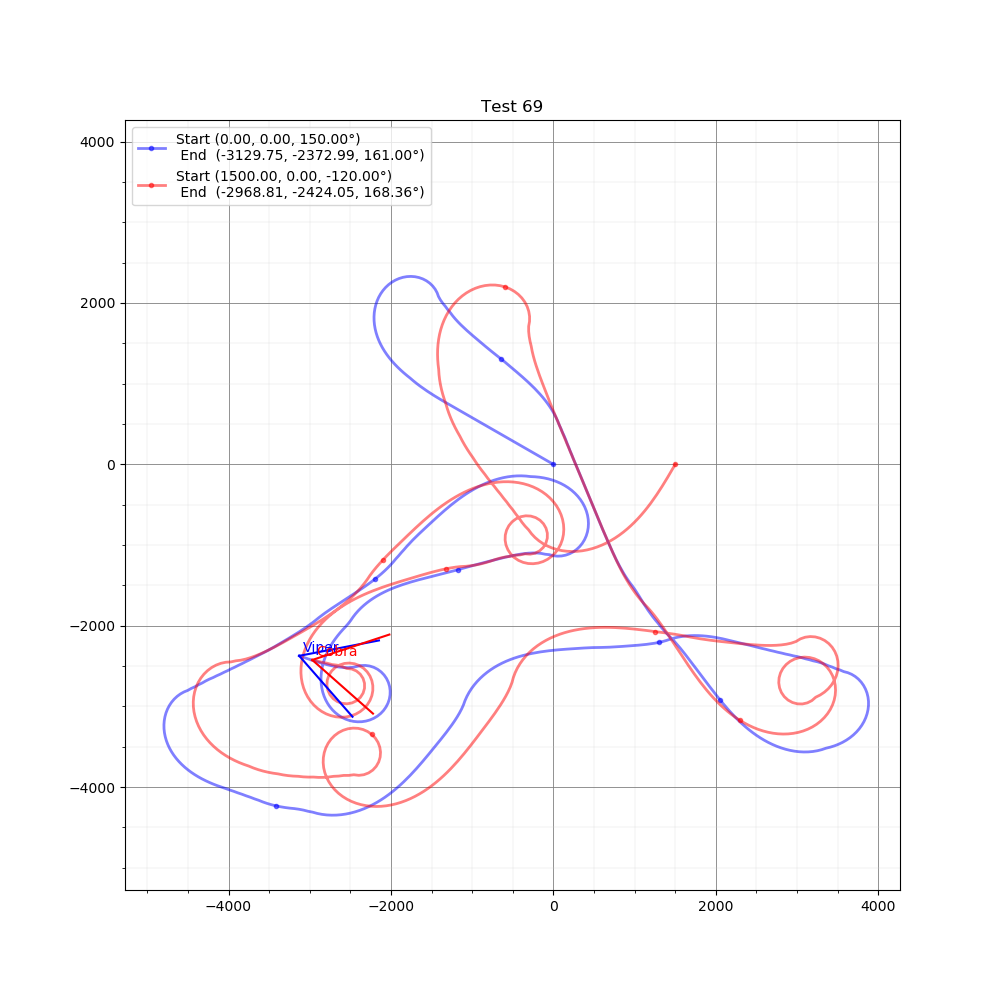 Test 69
4000
Start (0.00, 0.00, 150.00°)
End (-3129.75, -2372.99, 161.00°)
Start (1500.00, 0.00, -120.00°)
End (-2968.81, -2424.05, 168.36°)
2000
0
−2000
Viper
Cobra
−4000
−4000 −2000 0 2000 4000